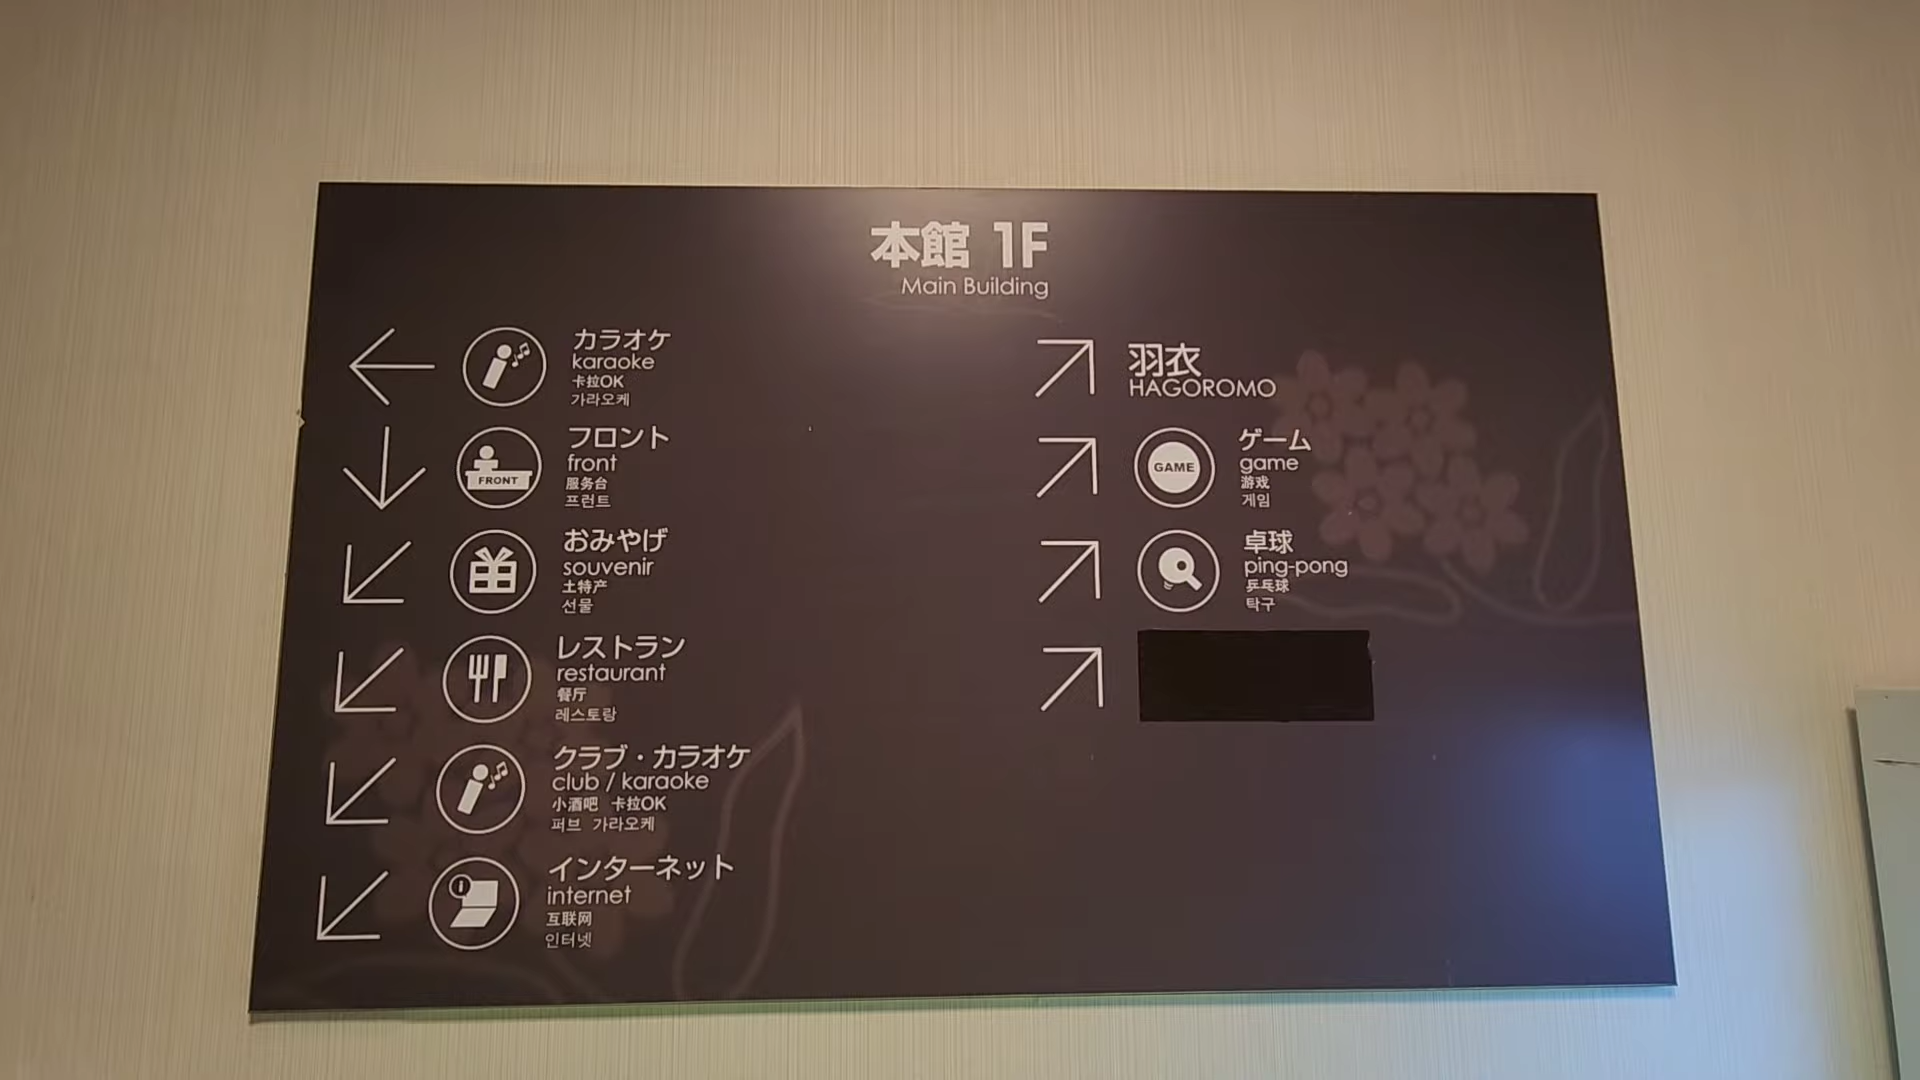 本館 1F
Main Building
カラオケ
karaoke
卡拉OK
가라오케
フロント
FRONT
front
服务台
프런트
おみやげ
souvenir
土特产
선물
レストラン
restaurant
餐厅
레스토랑
クラブ・カラオケ
club / karaoke
小酒吧 卡拉OK
퍼브 가라오케
インターネット
internet
互联网
인터넷
羽衣
HAGOROMO
GAME
ゲーム
game
游戏
게임
卓球
ping-pong
乒乓球
탁구